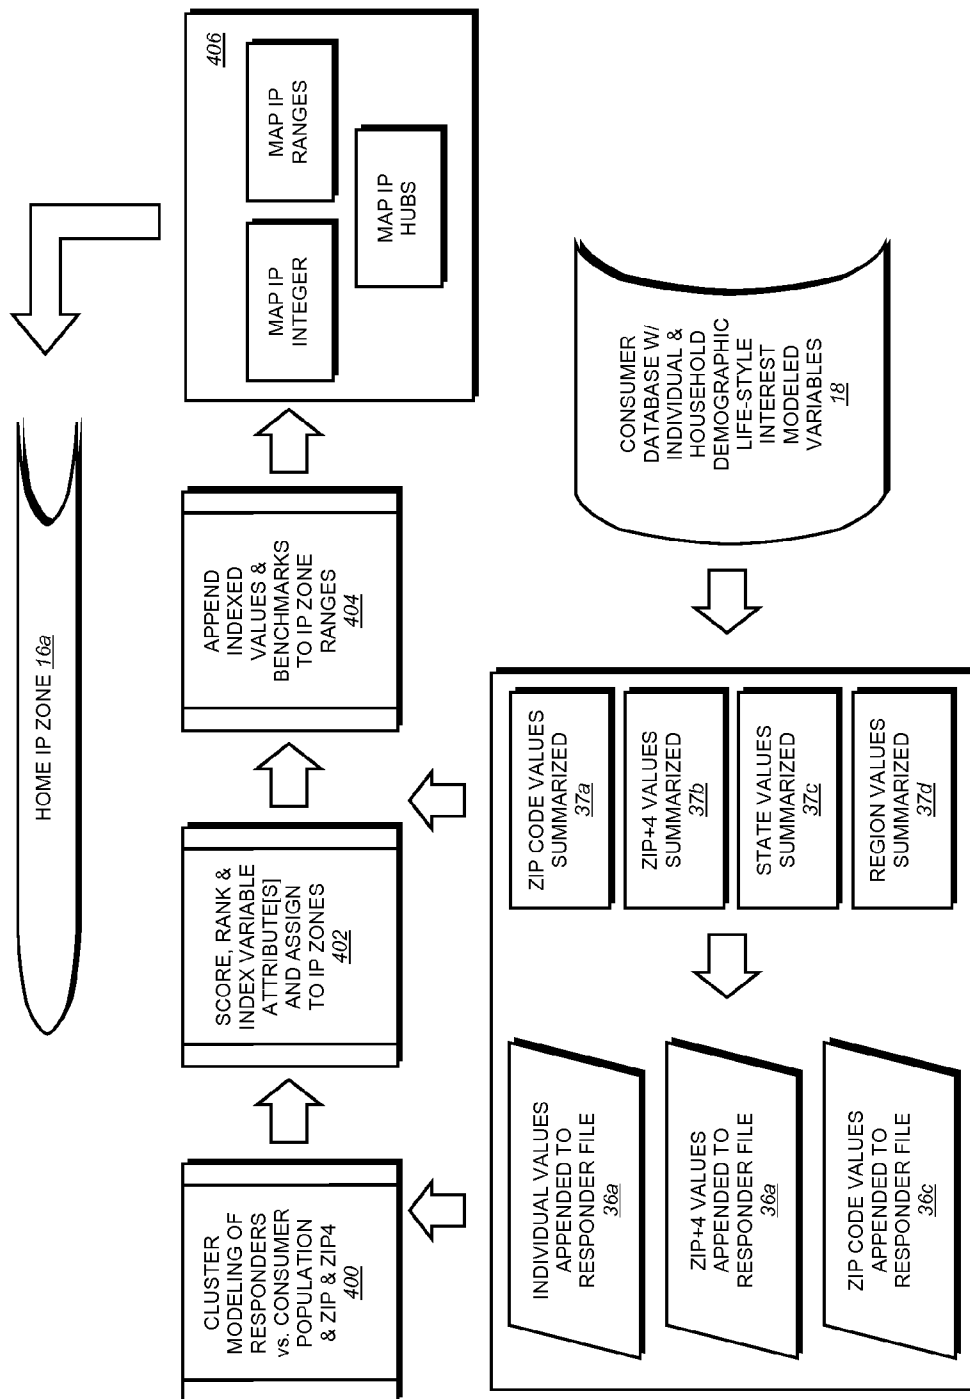 HOME IP ZONE 16a
CLUSTER
MODELING OF
RESPONDERS
vs. CONSUMER
POPULATION
& ZIP & ZIP4
400
SCORE, RANK &
INDEX VARIABLE
ATTRIBUTE[S]
AND ASSIGN
TO IP ZONES
402
APPEND
INDEXED
VALUES &
BENCHMARKS
TO IP ZONE
RANGES
404
406
MAP IP
INTEGER
MAP IP
RANGES
MAP IP
HUBS
INDIVIDUAL VALUES
APPENDED TO
RESPONDER FILE
36a
ZIP+4 VALUES
APPENDED TO
RESPONDER FILE
36a
ZIP CODE VALUES
APPENDED TO
RESPONDER FILE
36c
ZIP CODE VALUES
SUMMARIZED
37a
ZIP+4 VALUES
SUMMARIZED
37b
STATE VALUES
SUMMARIZED
37c
REGION VALUES
SUMMARIZED
37d
CONSUMER
DATABASE W/
INDIVIDUAL &
HOUSEHOLD
DEMOGRAPHIC
LIFE-STYLE
INTEREST
MODELED
VARIABLES
18